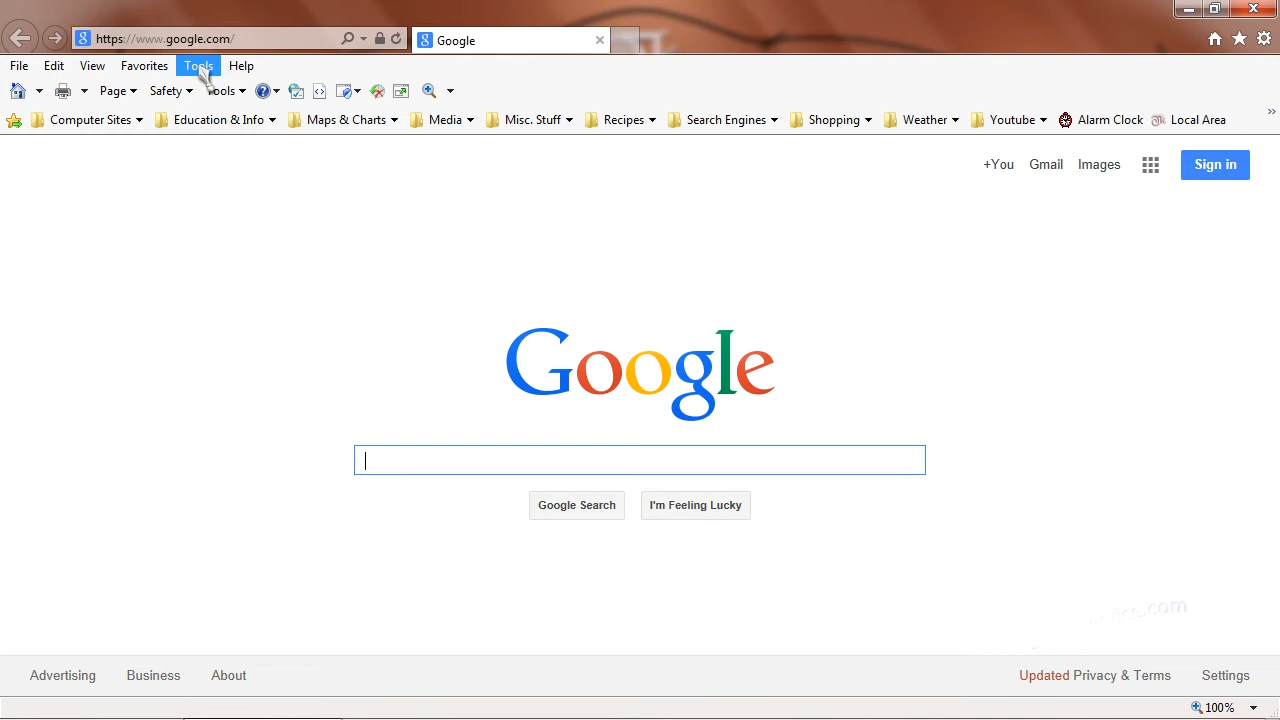 https://www.google.com/
Google
File Edit View Favorites Tools Help
Page Safety Tools
Computer Sites Education & Info Maps & Charts Media Misc. Stuff Recipes Search Engines Shopping Weather Youtube Alarm Clock Local Area
+You Gmail Images Sign in
Google
Google Search I'm Feeling Lucky
.com
Advertising Business About Updated Privacy & Terms Settings
100%